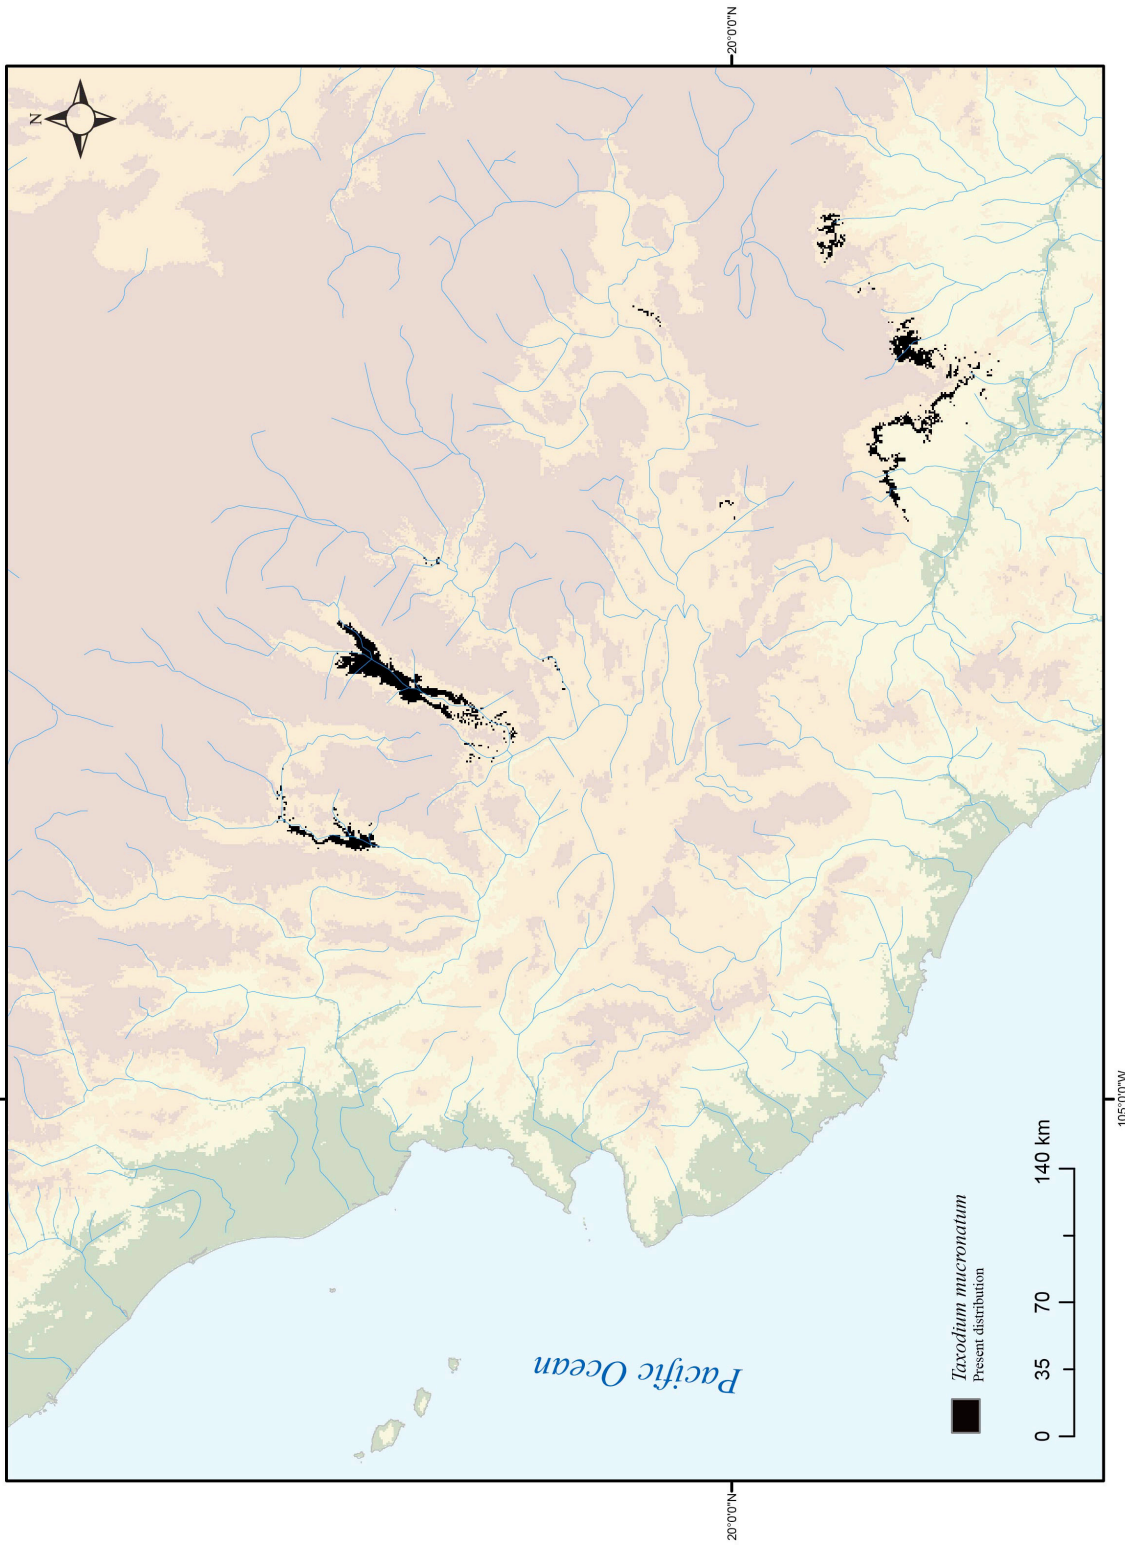 N
20°0'0"N
Pacific Ocean
Taxodium mucronatum
Present distribution
0 35 70 140 km
20°0'0"N
105°0'0"W